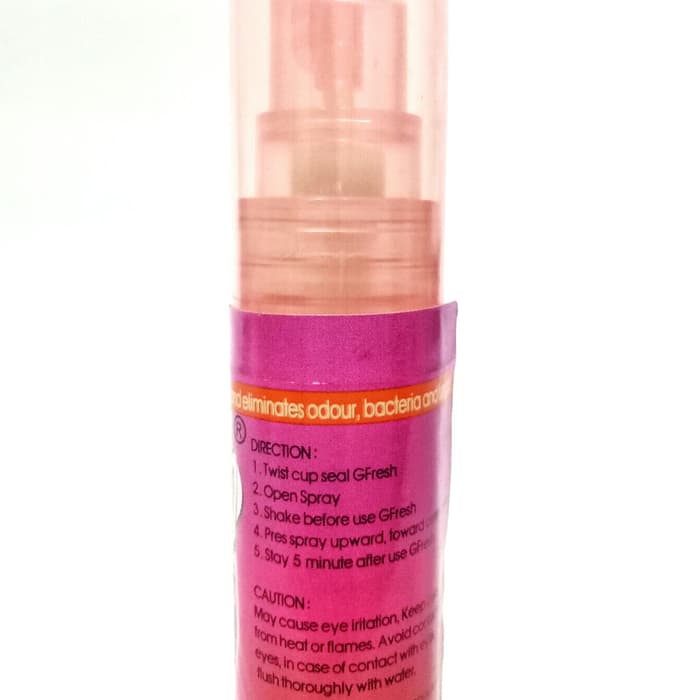 eliminates odour, bacteria and
®
DIRECTION :
1. Twist cup seal GFresh
2. Open Spray
3. Shake before use GFresh
4. Pres spray upward, toward
5. Stay 5 minute after use GFresh
CAUTION :
May cause eye irritation, Keep
from heat or flames. Avoid
eyes, in case of contact with
flush thoroughly with water.